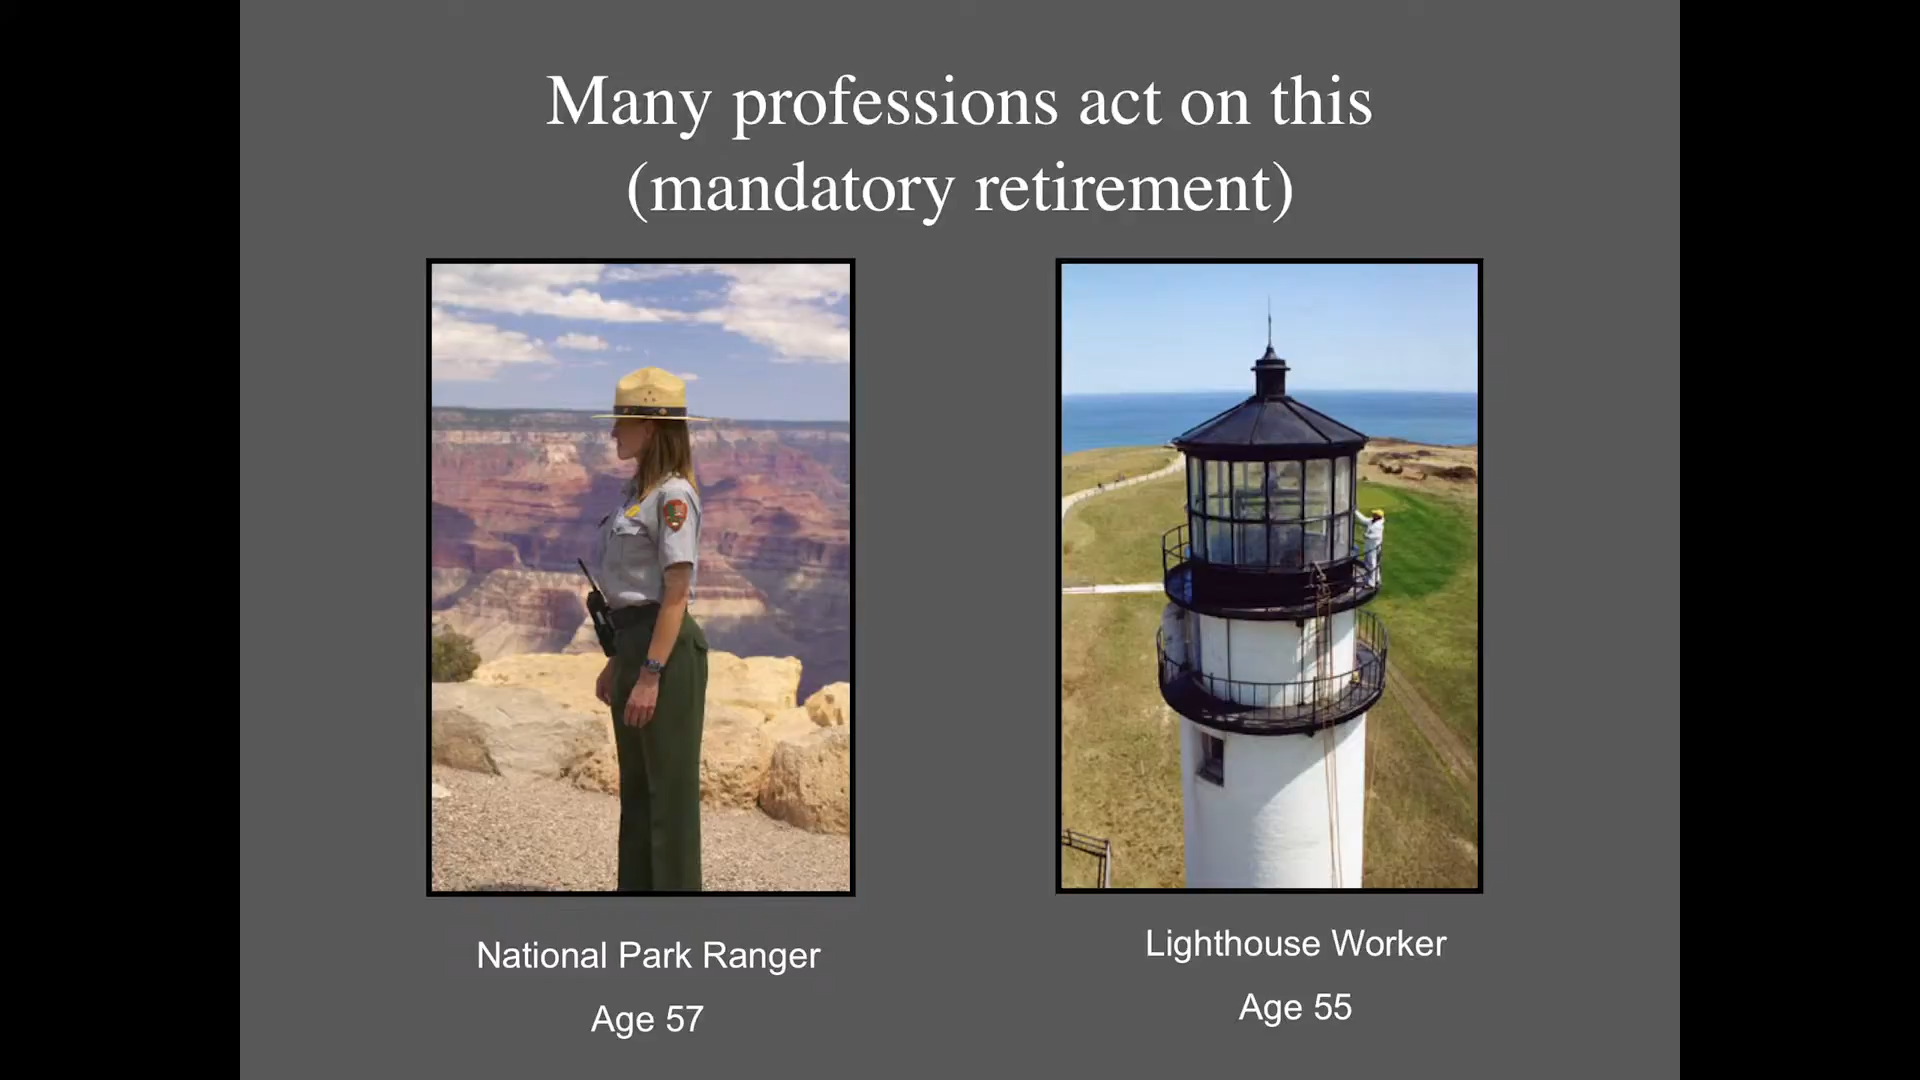 Many professions act on this
(mandatory retirement)
National Park Ranger
Age 57
Lighthouse Worker
Age 55